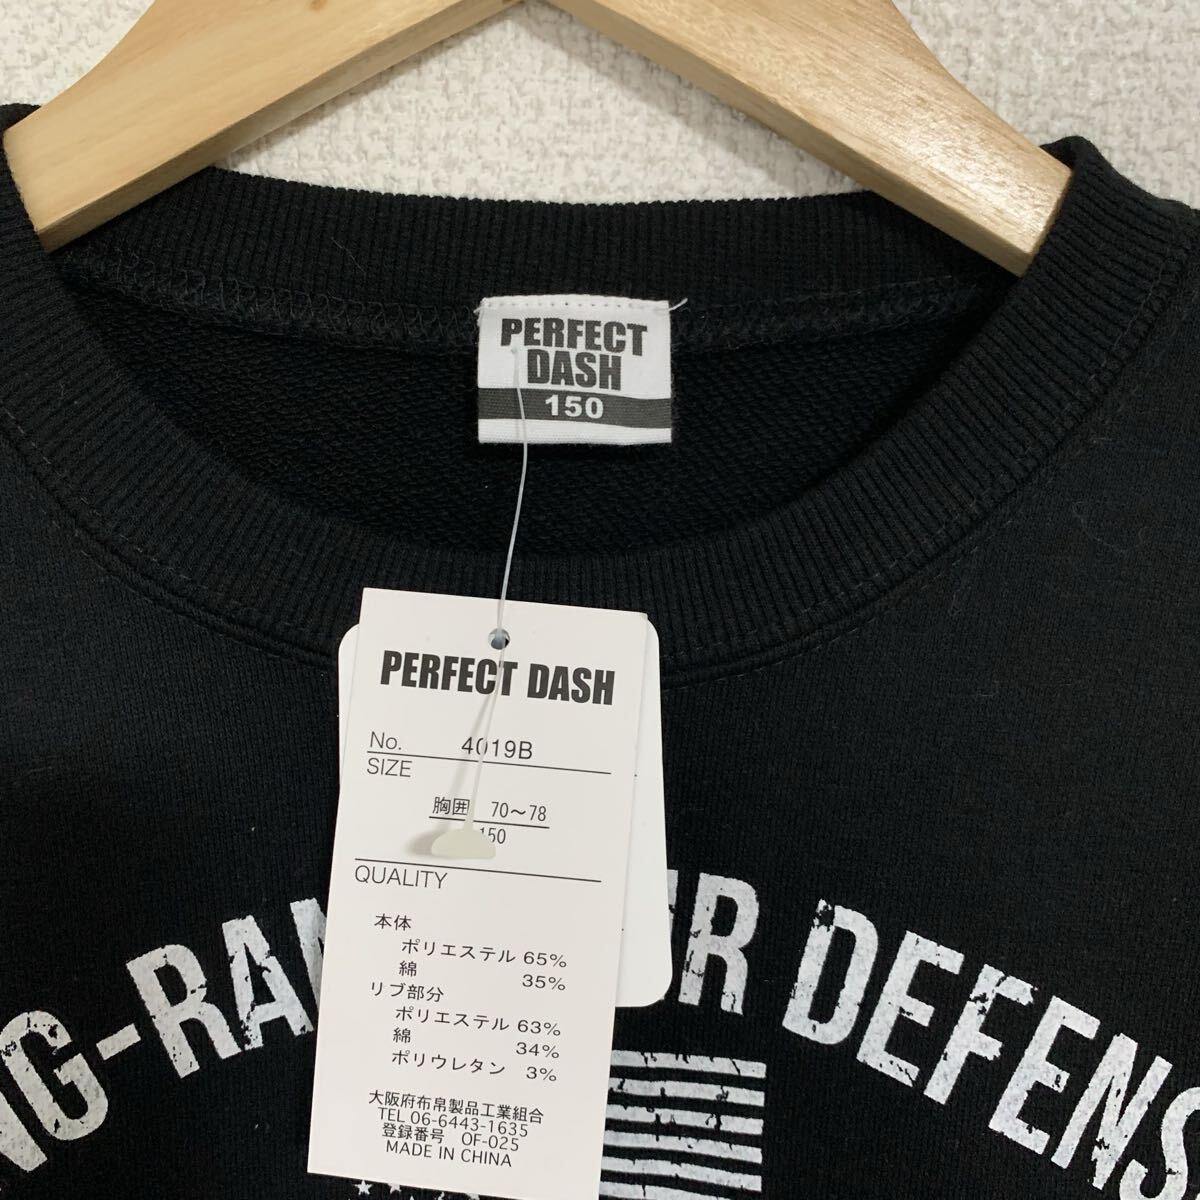 PERFECT
DASH
150
PERFECT DASH
No. 4019B
SIZE
胸囲 70～78
150
QUALITY
本体
ポリエステル 65%
綿 35%
リブ部分
ポリエステル 63%
綿 34%
ポリウレタン 3%
大阪府布帛製品工業組合
TEL 06-6443-1635
登録番号 OF-025
MADE IN CHINA
DEFENS